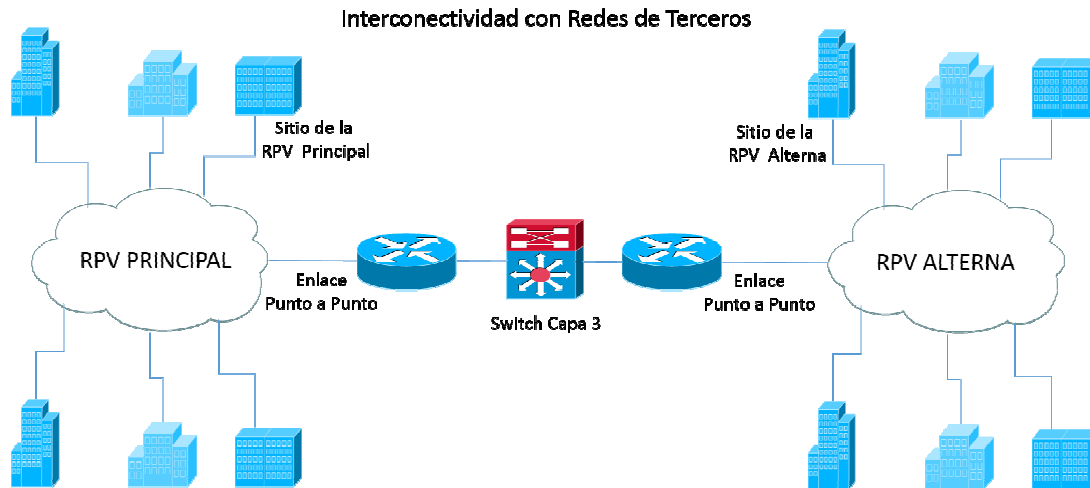 Interconectividad con Redes de Terceros
Sitio de la
RPV Principal
Sitio de la
RPV Alterna
RPV PRINCIPAL
Enlace
Punto a Punto
Switch Capa 3
Enlace
Punto a Punto
RPV ALTERNA